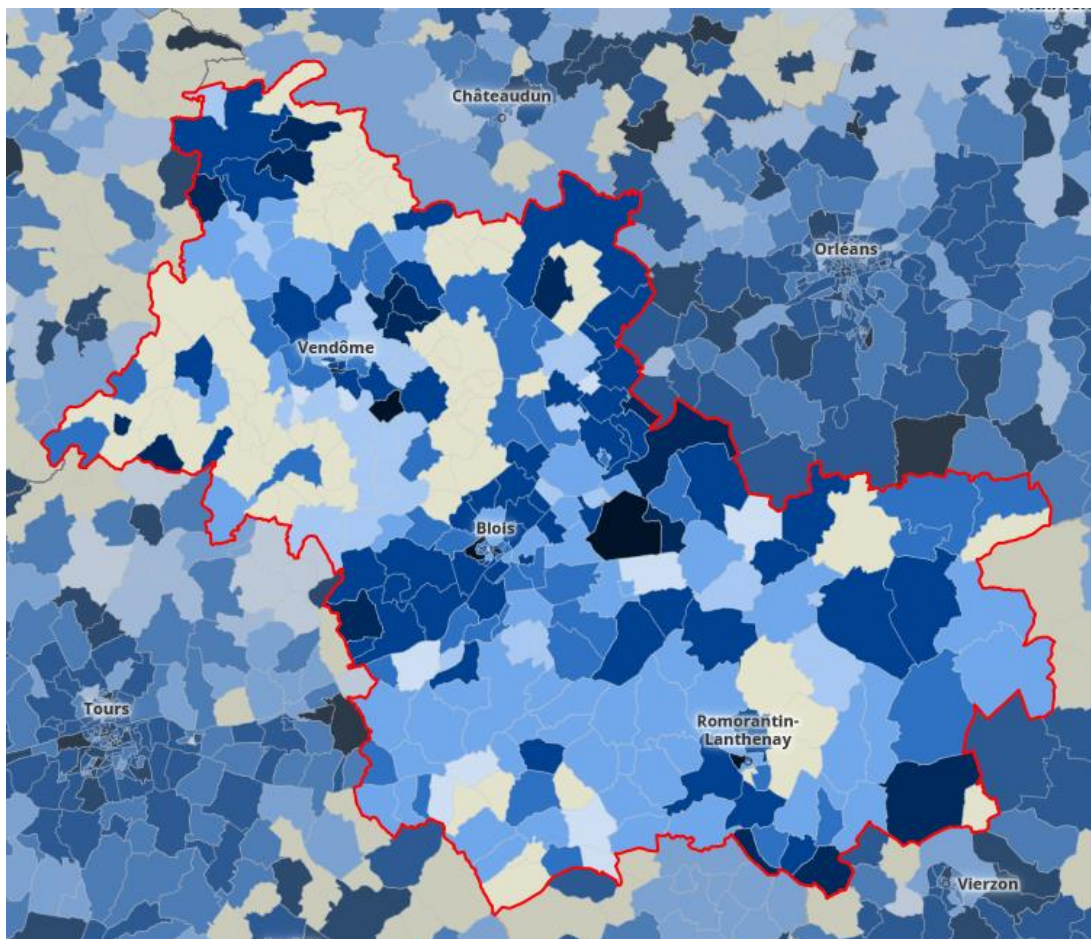 Châteaudun
Orléans
Vendôme
Blois
Tours
Romorantin-
Lanthenay
Vierzon